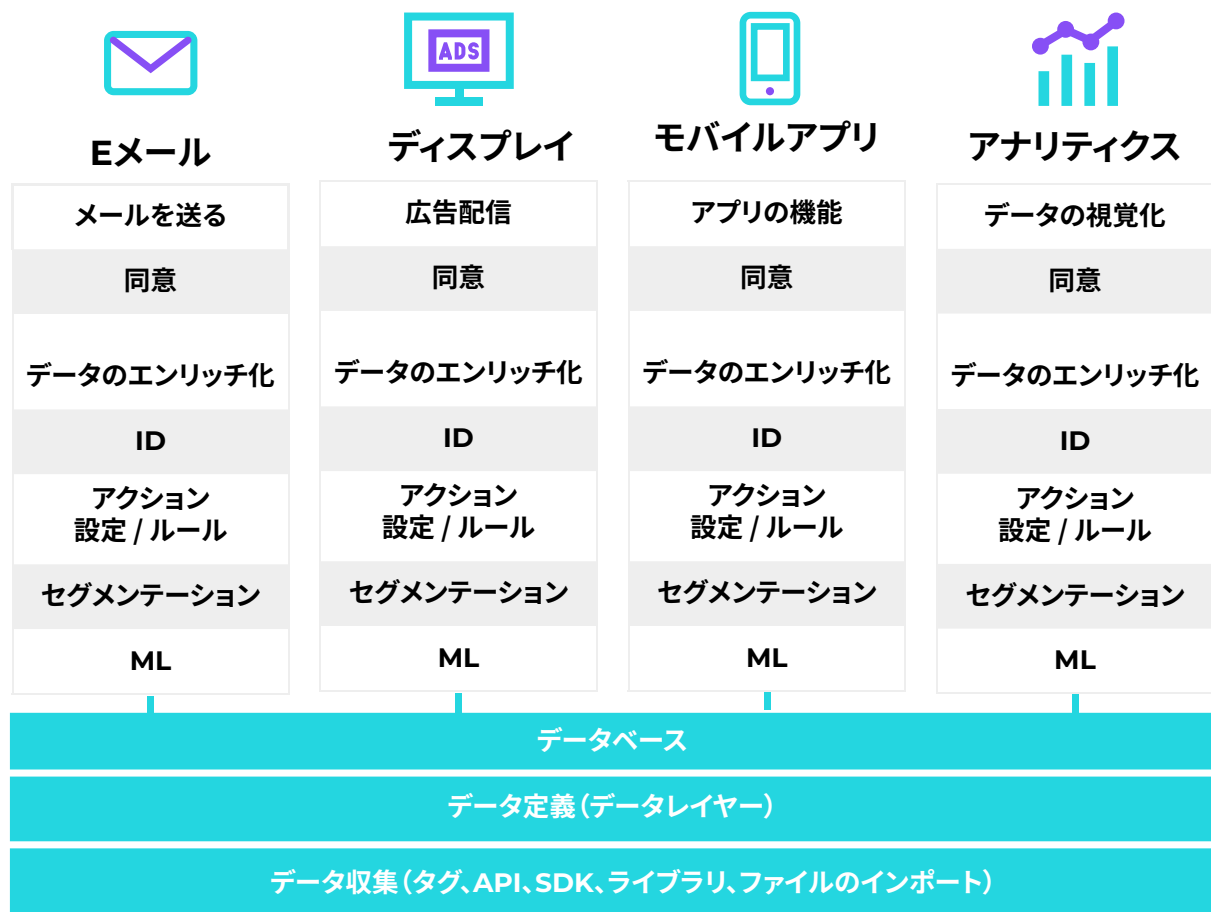 ADS
Eメール
メールを送る
同意
データのエンリッチ化
ID
アクション
設定 / ルール
セグメンテーション
ML
ディスプレイ
広告配信
同意
データのエンリッチ化
ID
アクション
設定 / ルール
セグメンテーション
ML
モバイルアプリ
アプリの機能
同意
データのエンリッチ化
ID
アクション
設定 / ルール
セグメンテーション
ML
アナリティクス
データの視覚化
同意
データのエンリッチ化
ID
アクション
設定 / ルール
セグメンテーション
ML
データベース
データ定義（データレイヤー）
データ収集（タグ、API、SDK、ライブラリ、ファイルのインポート）